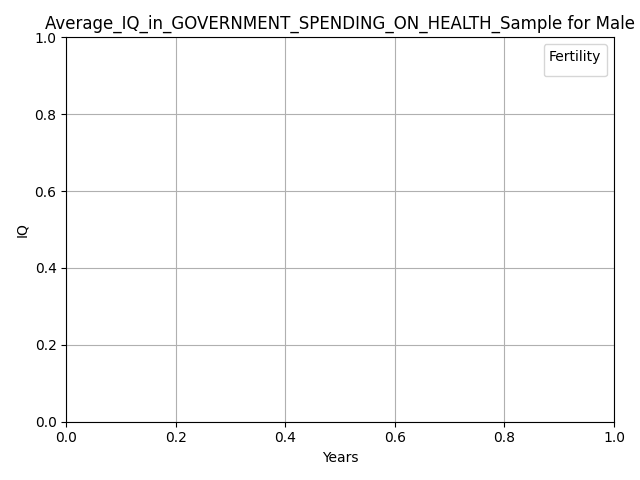 Average_IQ_in_GOVERNMENT_SPENDING_ON_HEALTH_Sample for Male
Fertility
1.0
0.8
0.6
0.4
0.2
0.0
IQ
0.0 0.2 0.4 0.6 0.8 1.0
Years